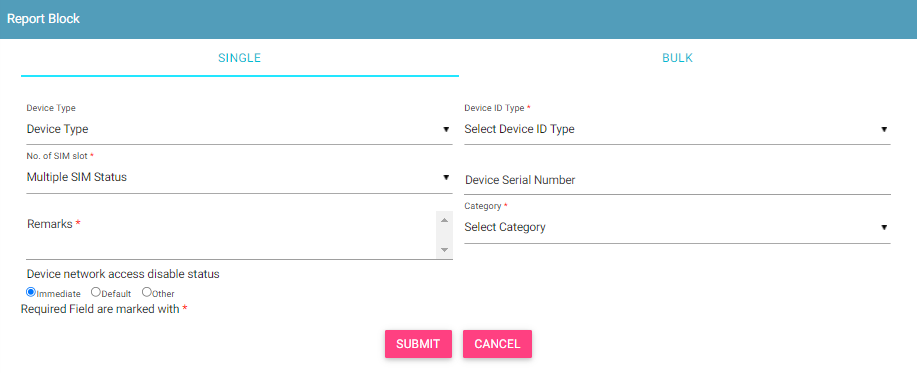 Report Block
SINGLE
BULK
Device Type
Device Type
Device ID Type *
Select Device ID Type
No. of SIM slot *
Multiple SIM Status
Device Serial Number
Remarks *
Category *
Select Category
Device network access disable status
Immediate Default Other
Required Field are marked with *
SUBMIT CANCEL